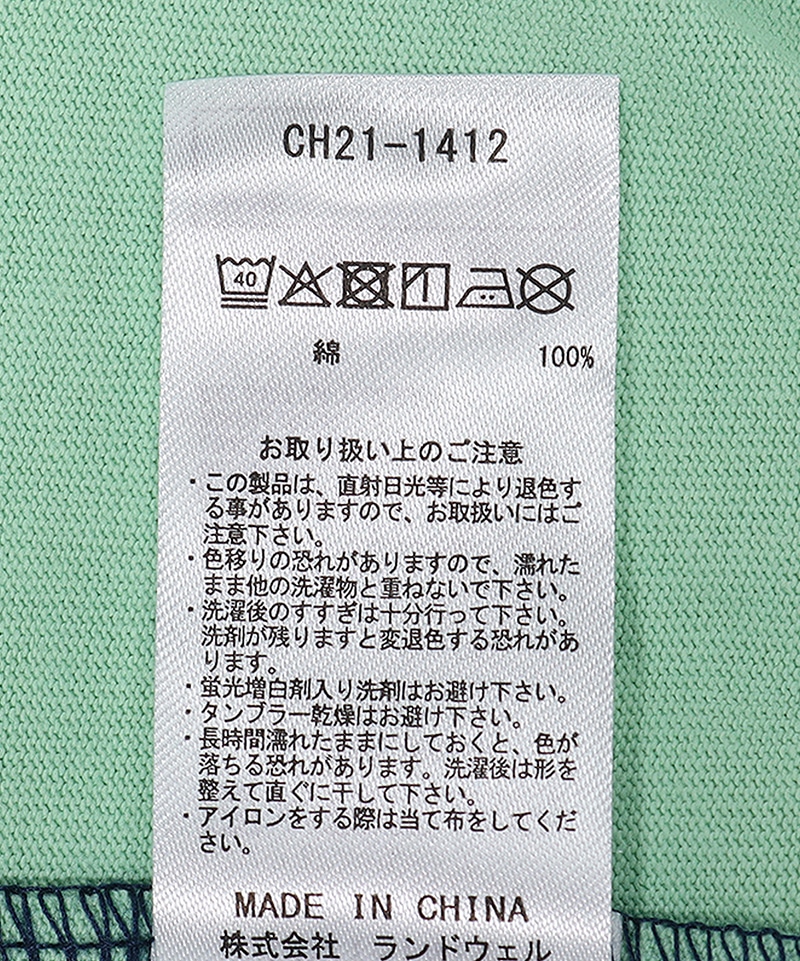 CH21-1412
40
綿 100%
お取り扱い上のご注意
・この製品は、直射日光等により退色す
る事がありますので、お取扱いにはご
注意下さい。
・色移りの恐れがありますので、濡れた
まま他の洗濯物と重ねないで下さい。
・洗濯後のすすぎは十分行って下さい。
洗剤が残りますと変退色する恐れがあ
ります。
・蛍光増白剤入り洗剤はお避け下さい。
・タンブラー乾燥はお避け下さい。
・長時間濡れたままにしておくと、色が
落ちる恐れがあります。洗濯後は形を
整えて直ぐに干して下さい。
・アイロンをする際は当て布をしてくだ
さい。
MADE IN CHINA
株式会社 ランドウェル